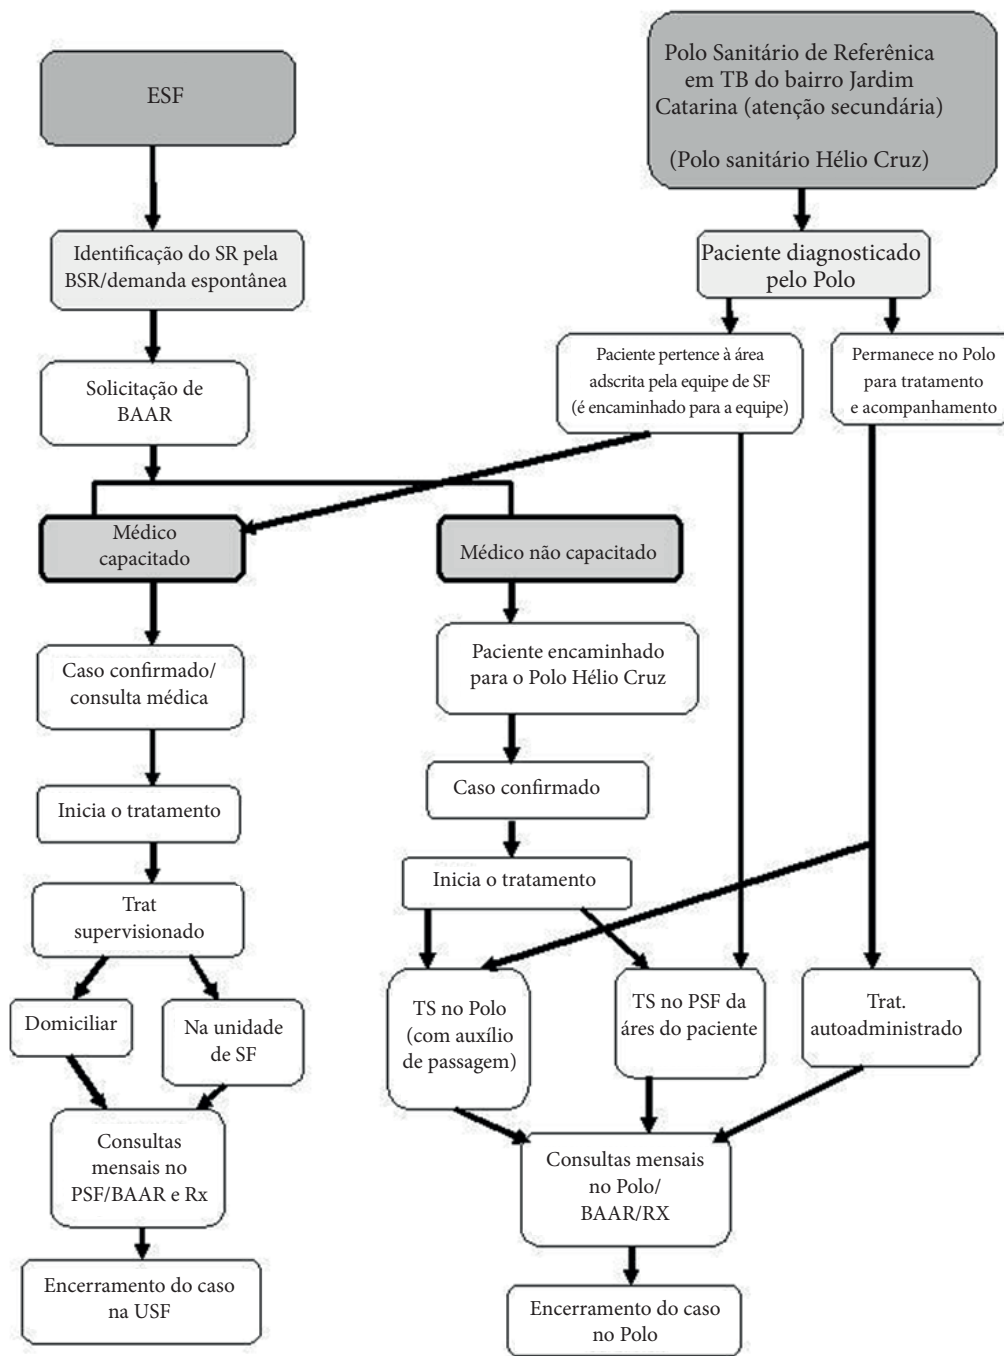 ESF
Polo Sanitário de Referênica
em TB do bairro Jardim
Catarina (atenção secundária)
(Polo sanitário Hélio Cruz)
Identificação do SR pela
BSR/demanda espontânea
Paciente diagnosticado
pelo Polo
Solicitação de
BAAR
Paciente pertence à área
adscrita pela equipe de SF
(é encaminhado para a equipe)
Permanece no Polo
para tratamento
e acompanhamento
Médico
capacitado
Médico não capacitado
Caso confirmado/
consulta médica
Paciente encaminhado
para o Polo Hélio Cruz
Inicia o tratamento
Caso confirmado
Trat
supervisionado
Inicia o tratamento
Domiciliar
Na unidade
de SF
TS no Polo
(com auxílio
de passagem)
TS no PSF da
áres do paciente
Trat.
autoadministrado
Consultas
mensais no
PSF/BAAR e Rx
Consultas mensais
no Polo/
BAAR/RX
Encerramento do caso
na USF
Encerramento do caso
no Polo